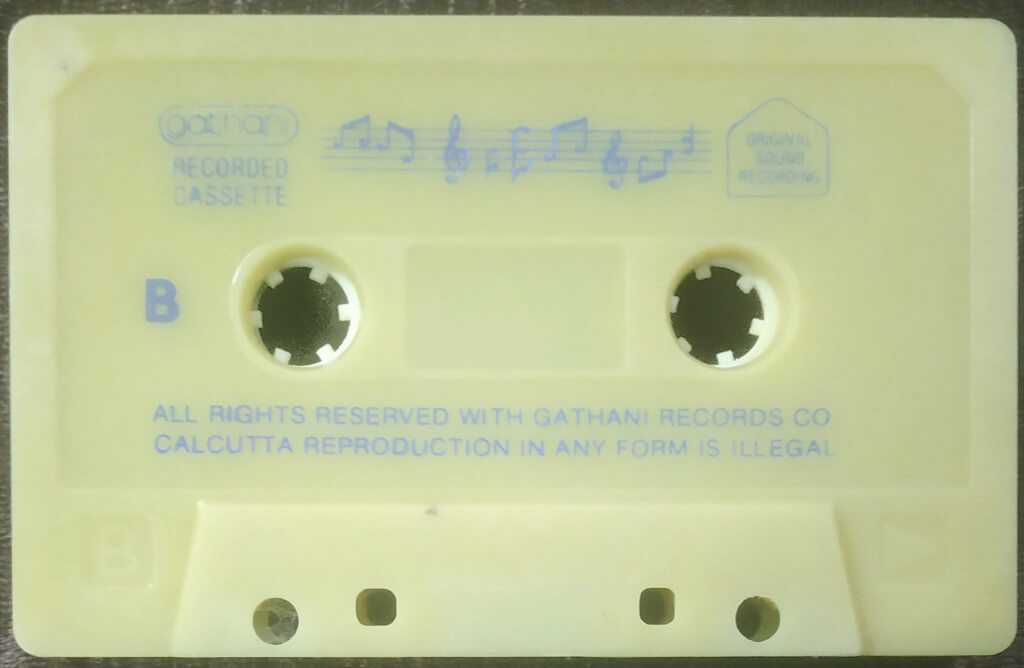 gathani
RECORDED
CASSETTE
ORIGINAL
SOUND
RECORDING
B
ALL RIGHTS RESERVED WITH GATHANI RECORDS CO
CALCUTTA REPRODUCTION IN ANY FORM IS ILLEGAL
B